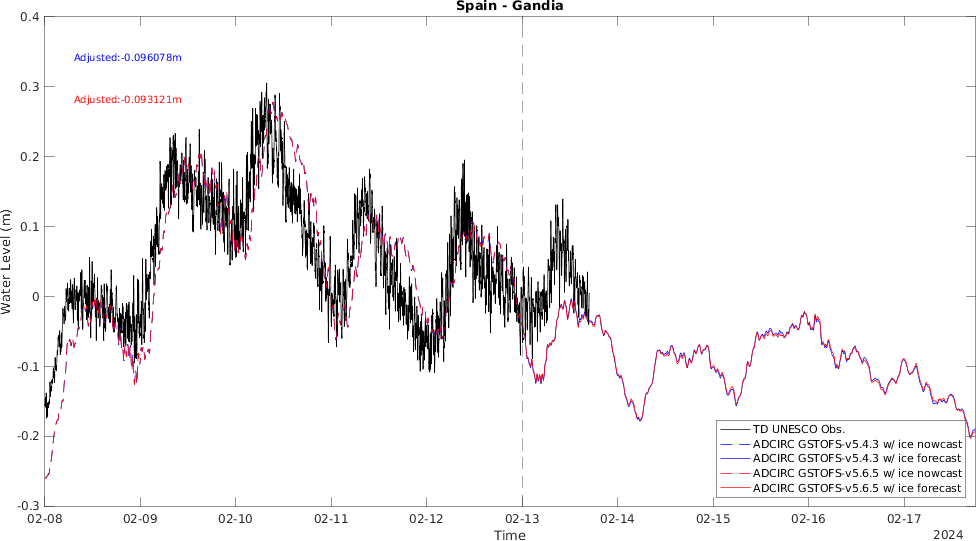 Spain - Gandia
0.4
Adjusted:-0.096078m
0.3
Adjusted:-0.093121m
0.2
0.1
0
-0.1
-0.2
-0.3
Water Level (m)
TD UNESCO Obs.
ADCIRC GSTOFS-v5.4.3 w/ ice nowcast
ADCIRC GSTOFS-v5.4.3 w/ ice forecast
ADCIRC GSTOFS-v5.6.5 w/ ice nowcast
ADCIRC GSTOFS-v5.6.5 w/ ice forecast
02-08 02-09 02-10 02-11 02-12 02-13 02-14 02-15 02-16 02-17
Time
2024